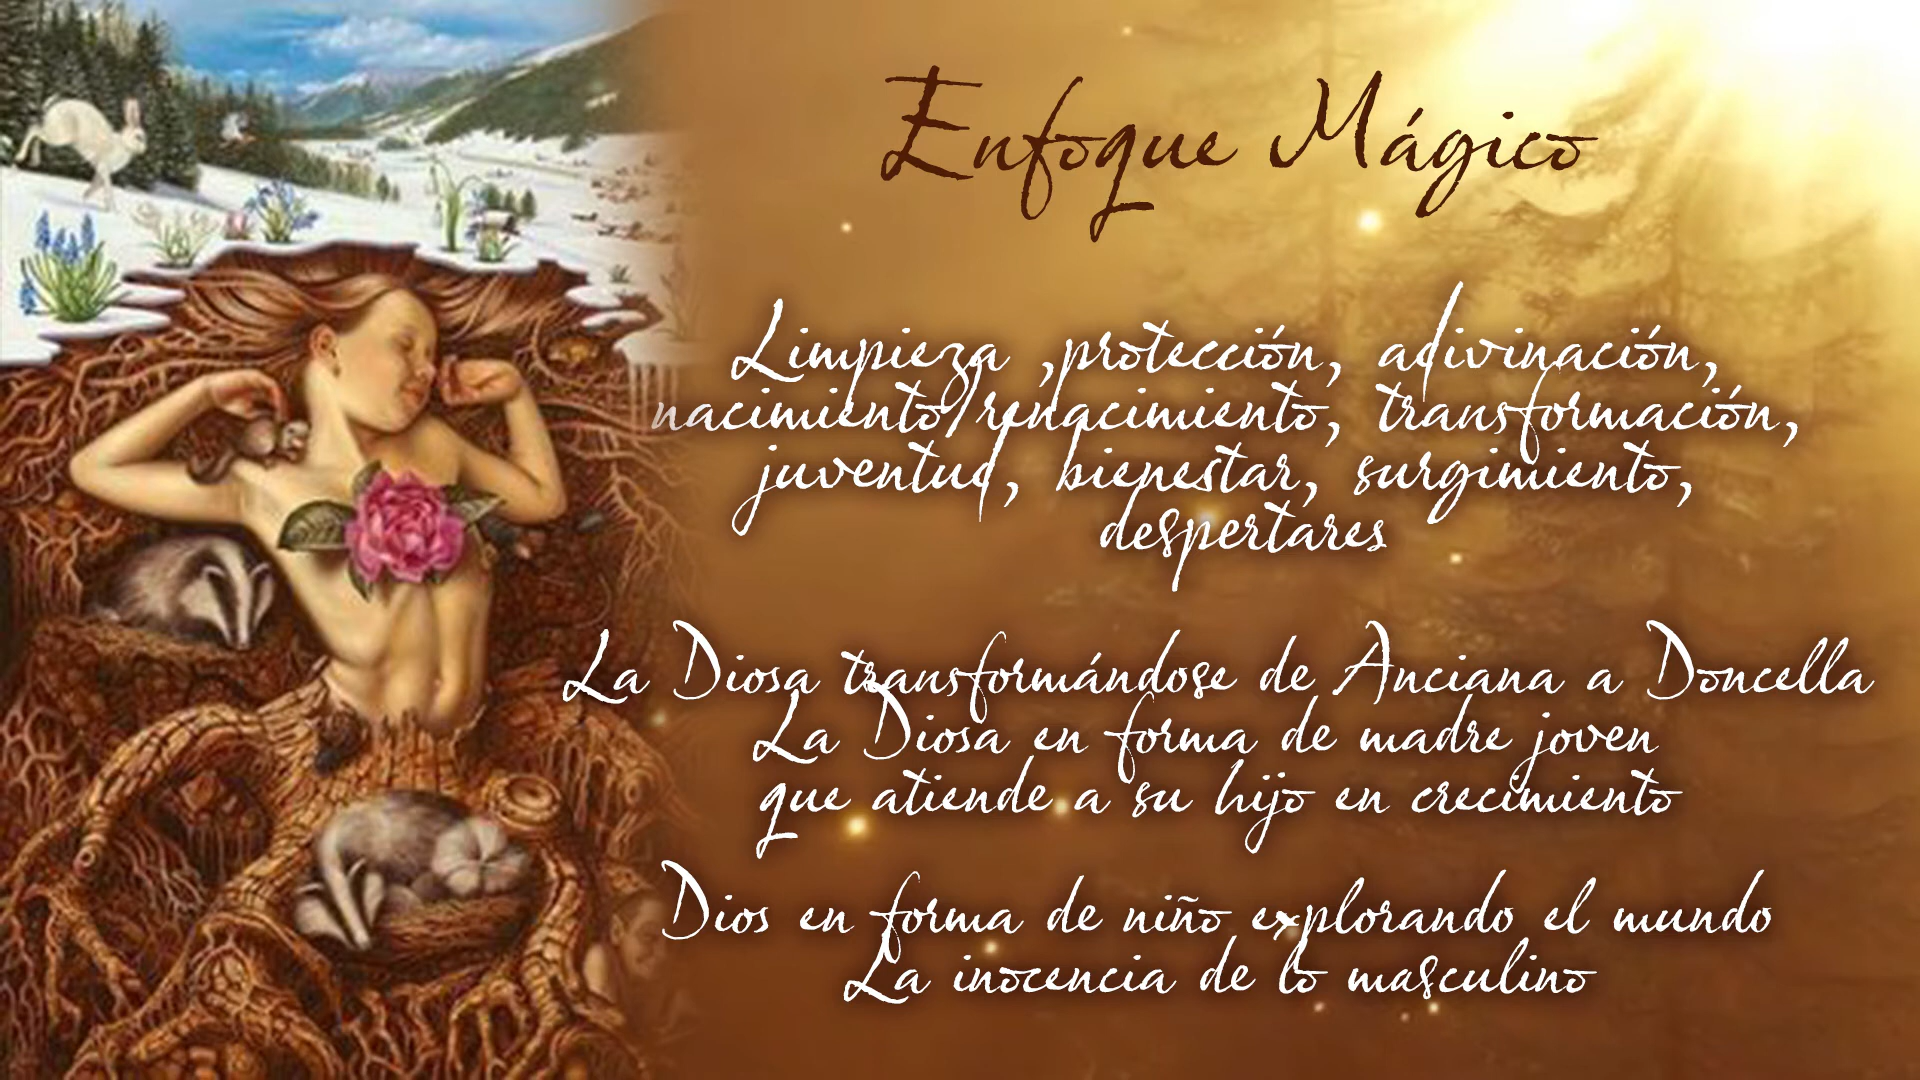 Enfoque Mágico
Limpieza ,protección, adivinación,
nacimiento/renacimiento, transformación,
juventud, bienestar, surgimiento,
despertares
La Diosa transformándose de Anciana a Doncella
La Diosa en forma de madre joven
que atiende a su hijo en crecimiento
Dios en forma de niño explorando el mundo
La inocencia de lo masculino